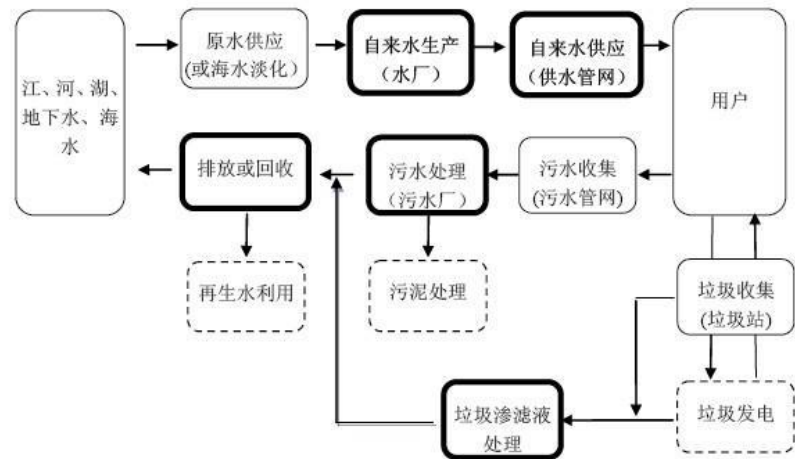 江、河、湖、
地下水、海
水
原水供应
(或海水淡化)
自来水生产
（水厂）
自来水供应
（供水管网）
用户
排放或回收
污水处理
（污水厂）
污水收集
(污水管网)
再生水利用
污泥处理
垃圾收集
(垃圾站)
垃圾渗滤液
处理
垃圾发电